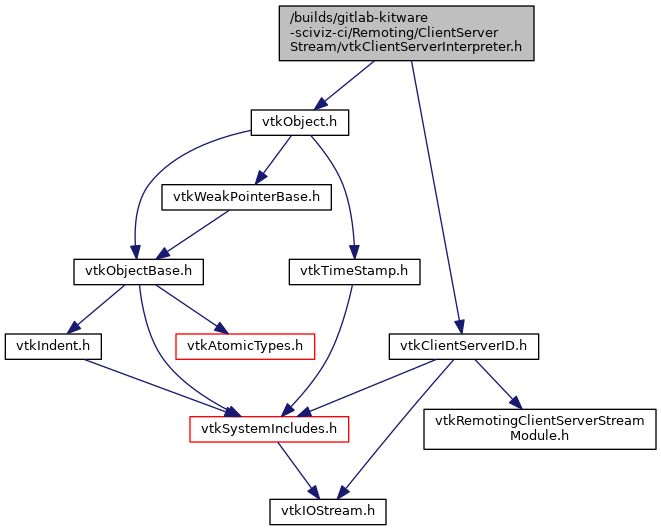 /builds/gitlab-kitware
-sciviz-ci/Remoting/ClientServer
Stream/vtkClientServerInterpreter.h
vtkObject.h
vtkWeakPointerBase.h
vtkObjectBase.h
vtkTimeStamp.h
vtkIndent.h
vtkAtomicTypes.h
vtkClientServerID.h
vtkSystemIncludes.h
vtkRemotingClientServerStream
Module.h
vtkIOStream.h